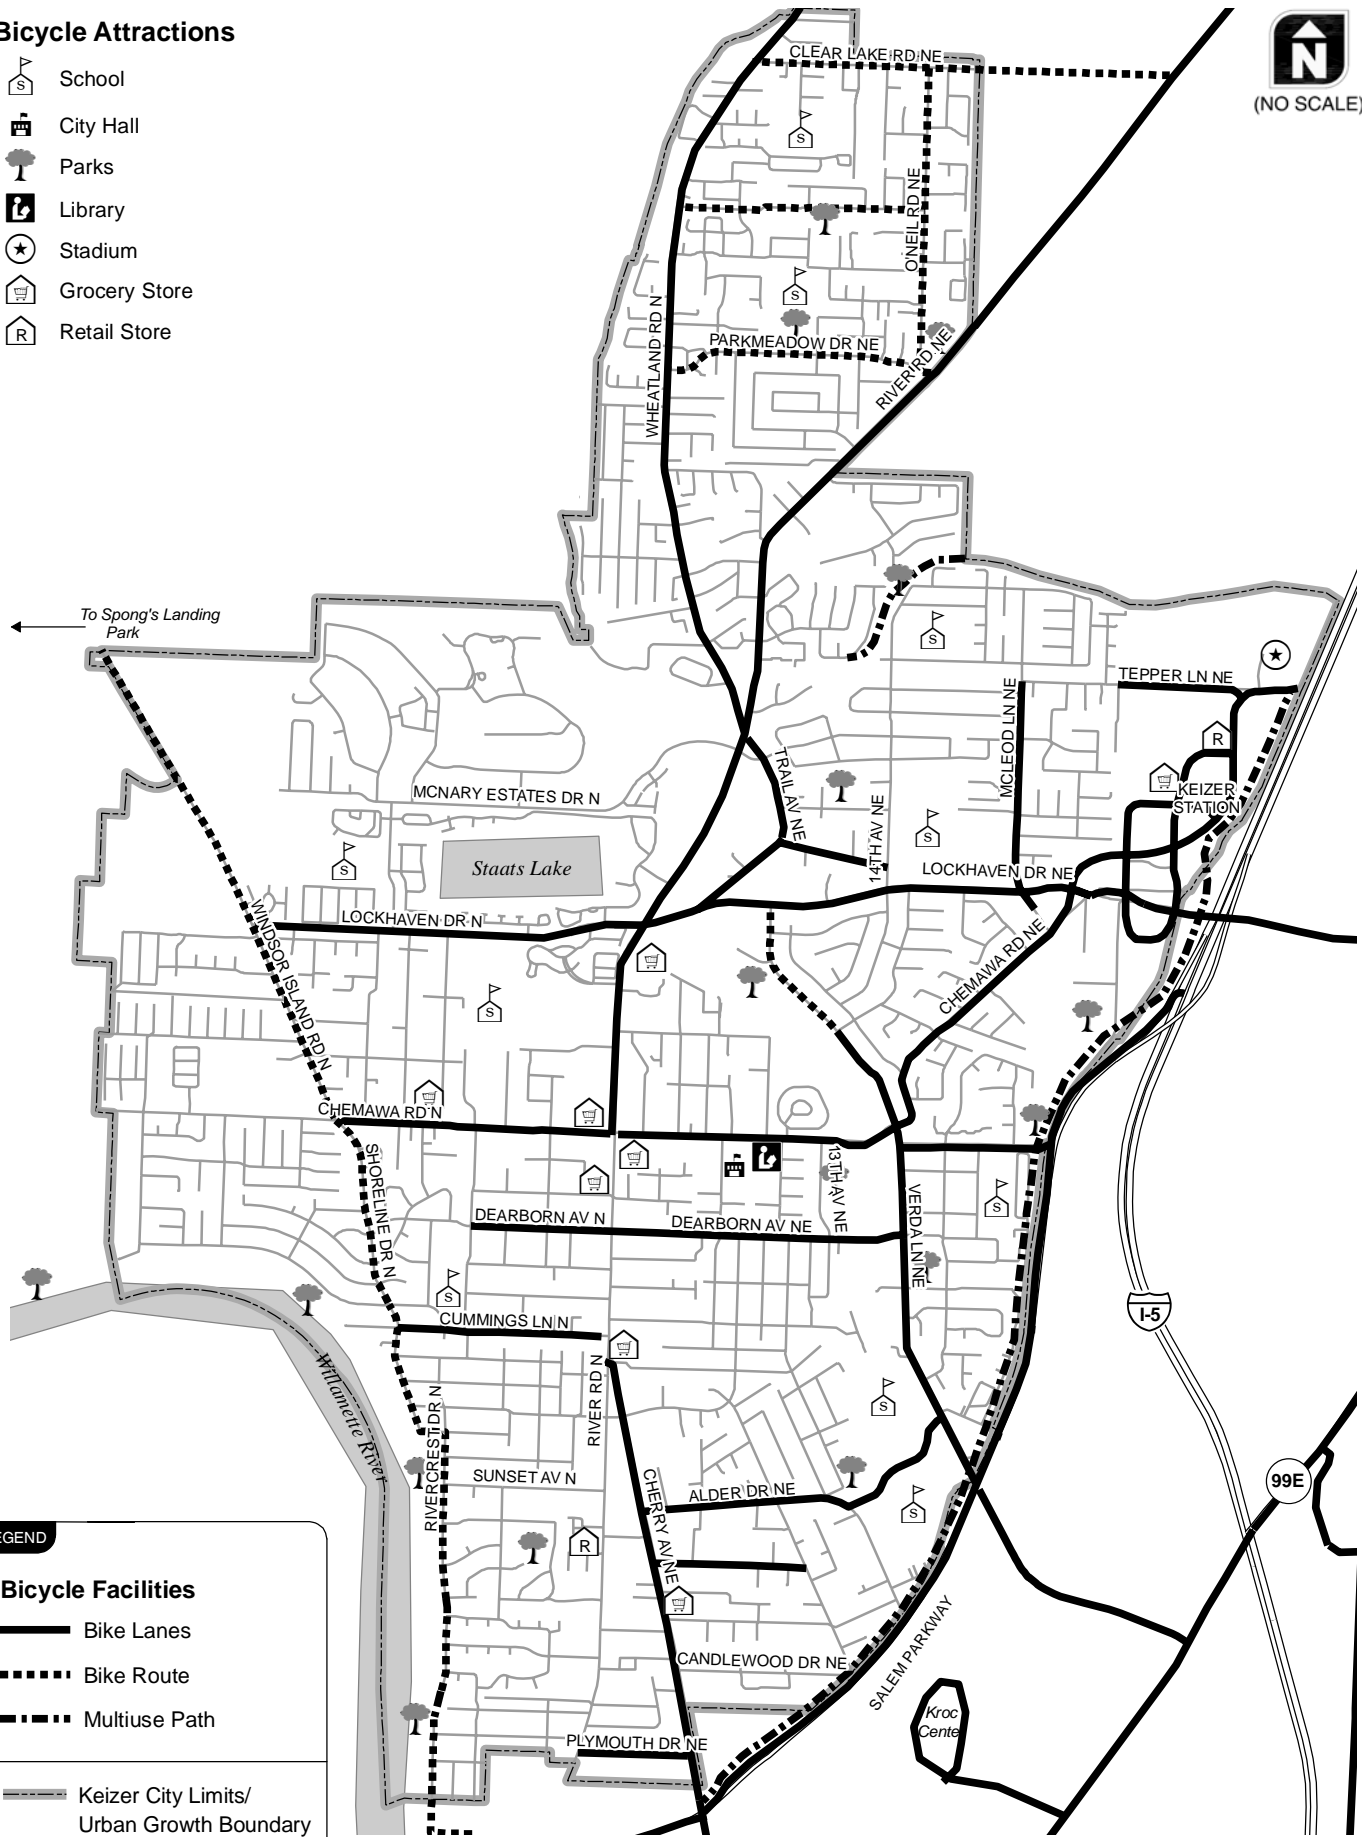 Bicycle Attractions
S School
City Hall
Parks
Library
Stadium
Grocery Store
R Retail Store
N
(NO SCALE)
CLEAR LAKE RD NE
S
O'NEIL RD NE
S
WHEATLAND RD N
PARKMEADOW DR NE
RIVER RD NE
To Spong's Landing
Park
S
TEPPER LN NE
MCLEOD LN NE
R
TRAIL AV NE
KEIZER
STATION
MCNARY ESTATES DR N
14TH AV NE
S
S
Staats Lake
LOCKHAVEN DR NE
LOCKHAVEN DR N
WINDSOR ISLAND RD N
CHEMAWA RD NE
S
CHEMAWA RD N
SHORELINE DR N
13TH AV NE
S
VERDA LN NE
DEARBORN AV N
DEARBORN AV NE
S
CUMMINGS LN N
I-5
Willamette River
RIVER RD N
RIVERCREST DR N
S
SUNSET AV N
CHERRY AV NE
ALDER DR NE
99E
S
R
CANDLEWOOD DR NE
SALEM PARKWAY
Kroc
Cente
PLYMOUTH DR NE
EGEND
Bicycle Facilities
Bike Lanes
Bike Route
Multiuse Path
Keizer City Limits/
Urban Growth Boundary